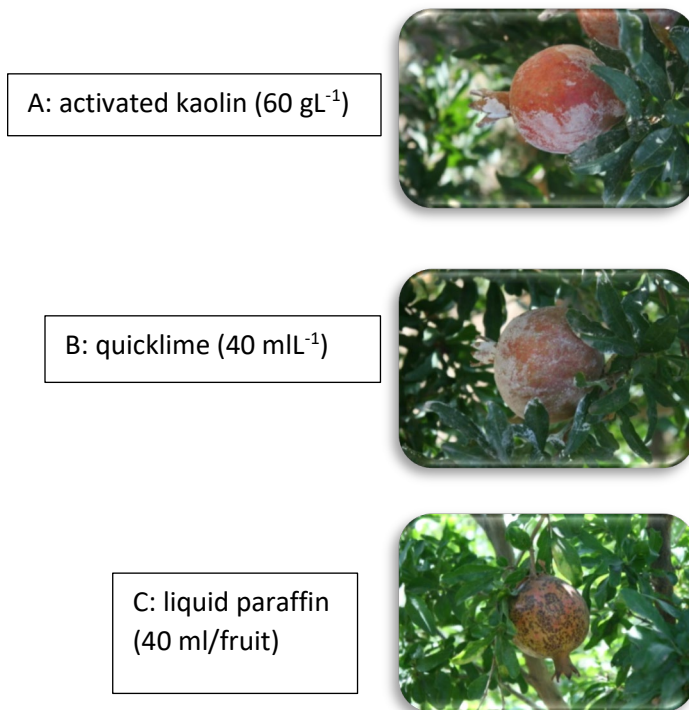 A: activated kaolin (60 gL⁻¹)
B: quicklime (40 mlL⁻¹)
C: liquid paraffin
(40 ml/fruit)